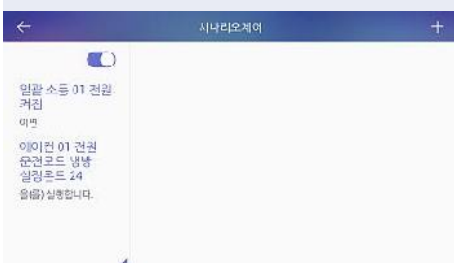 시나리오제어
일괄 소등 01 전원
켜짐
이면
에어컨 01 전원
운전모드 냉방
설정온도 24
을(를) 실행합니다.